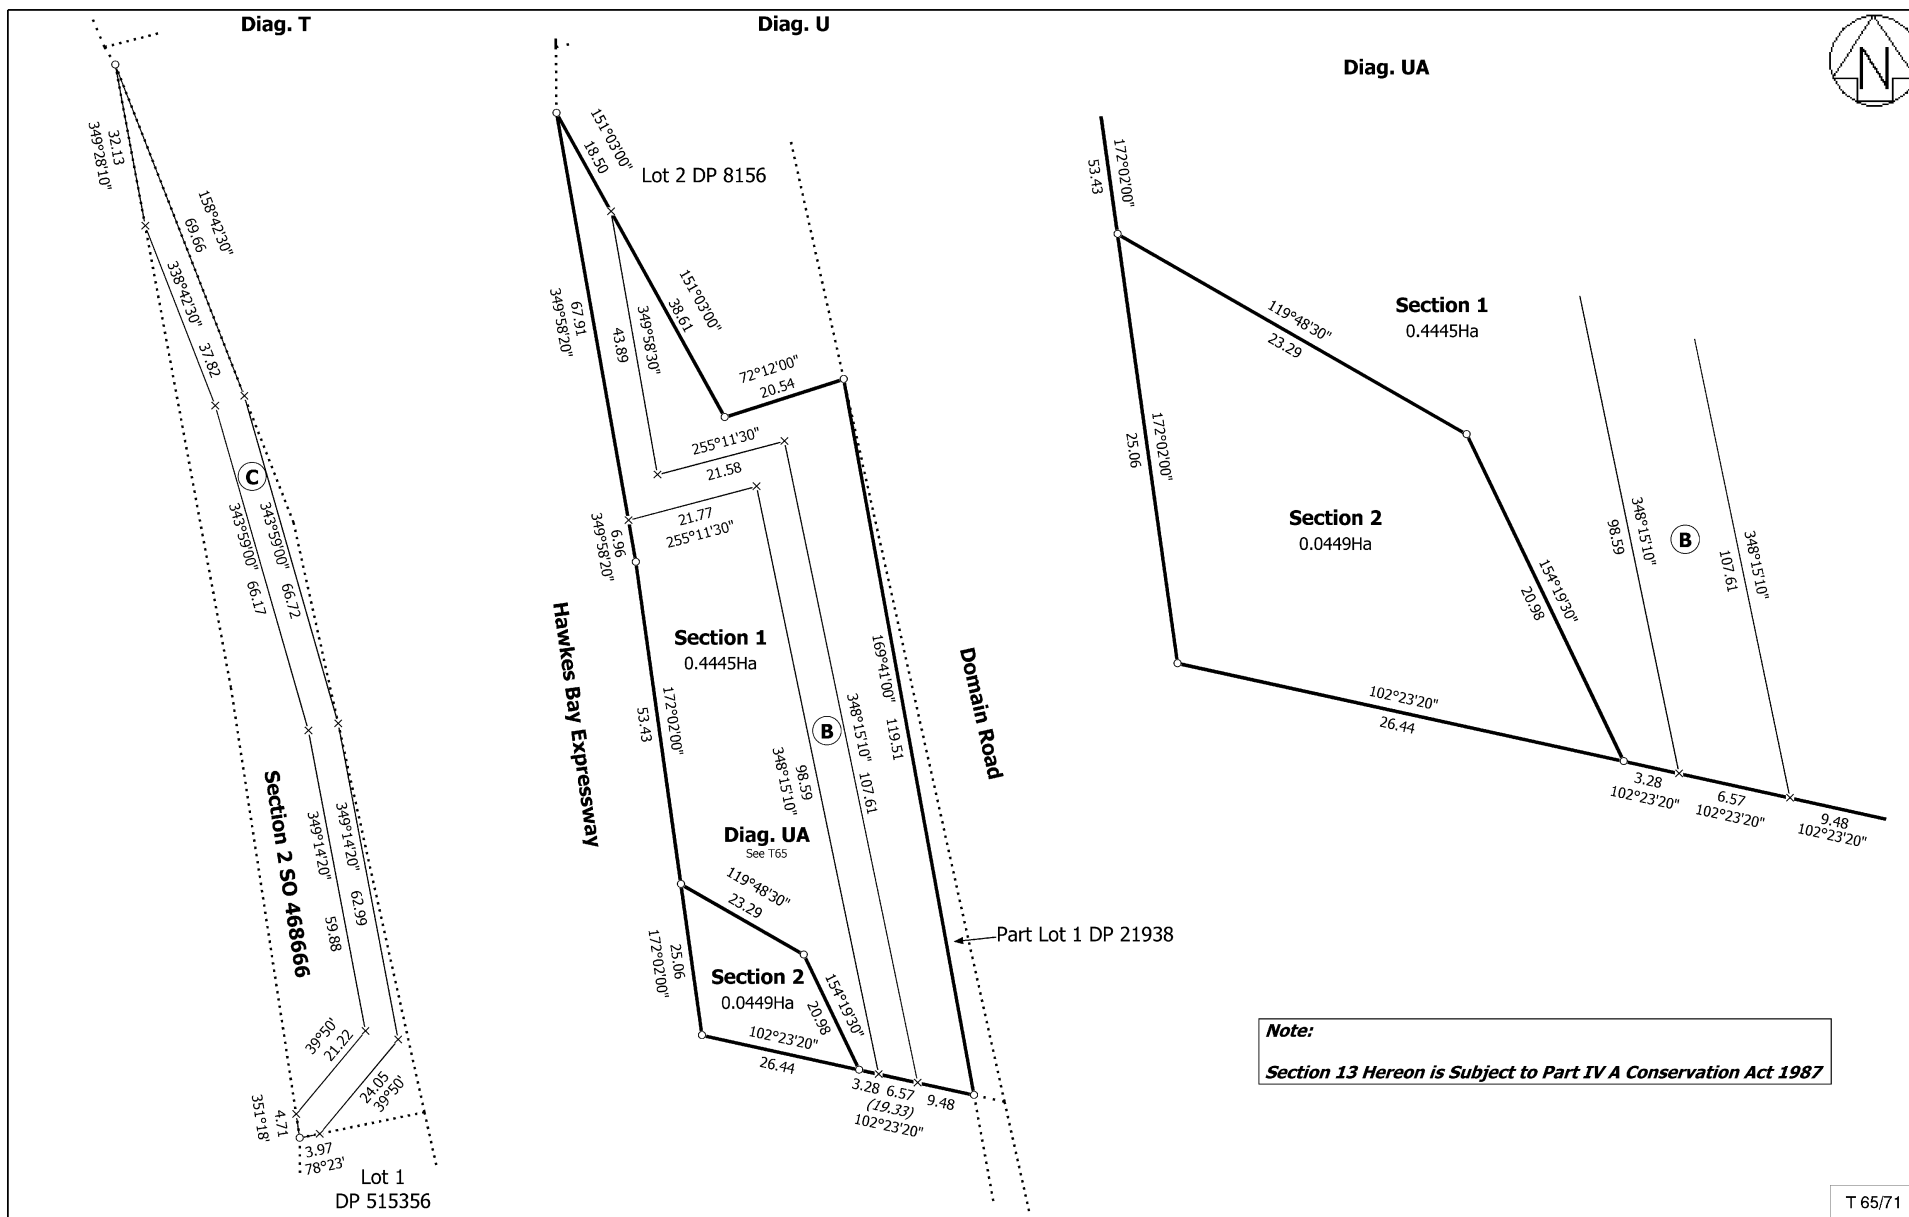 Diag. T
Diag. U
Diag. UA
N
32.13
349°28'10"
158°42'30"
69.66
338°42'30" 37.82
C
343°59'00" 66.17
343°59'00" 66.72
349°14'20" 59.88
349°14'20" 62.99
Section 2 SO 468666
39°50'
21.22
24.05
39°50'
4.71
351°18'
3.97
78°23'
Lot 1
DP 515356
151°03'00"
18.50
Lot 2 DP 8156
67.91
349°58'20"
349°58'30"
43.89
151°03'00"
38.61
72°12'00"
20.54
255°11'30"
21.58
21.77
255°11'30"
6.96
349°58'20"
Hawkes Bay Expressway
Section 1
0.4445Ha
172°02'00"
53.43
B
98.59
348°15'10"
348°15'10" 107.61
169°41'00" 119.51
Domain Road
Diag. UA
See T65
119°48'30"
23.29
25.06
172°02'00"
Section 2
0.0449Ha
154°19'30"
20.98
102°23'20"
26.44
3.28 6.57 9.48
(19.33)
102°23'20"
Part Lot 1 DP 21938
172°02'00"
53.43
119°48'30"
23.29
Section 1
0.4445Ha
172°02'00"
25.06
Section 2
0.0449Ha
154°19'30"
20.98
348°15'10"
98.59
B
348°15'10"
107.61
102°23'20"
26.44
3.28
102°23'20"
6.57
102°23'20"
9.48
102°23'20"
Note:
Section 13 Hereon is Subject to Part IV A Conservation Act 1987
T 65/71